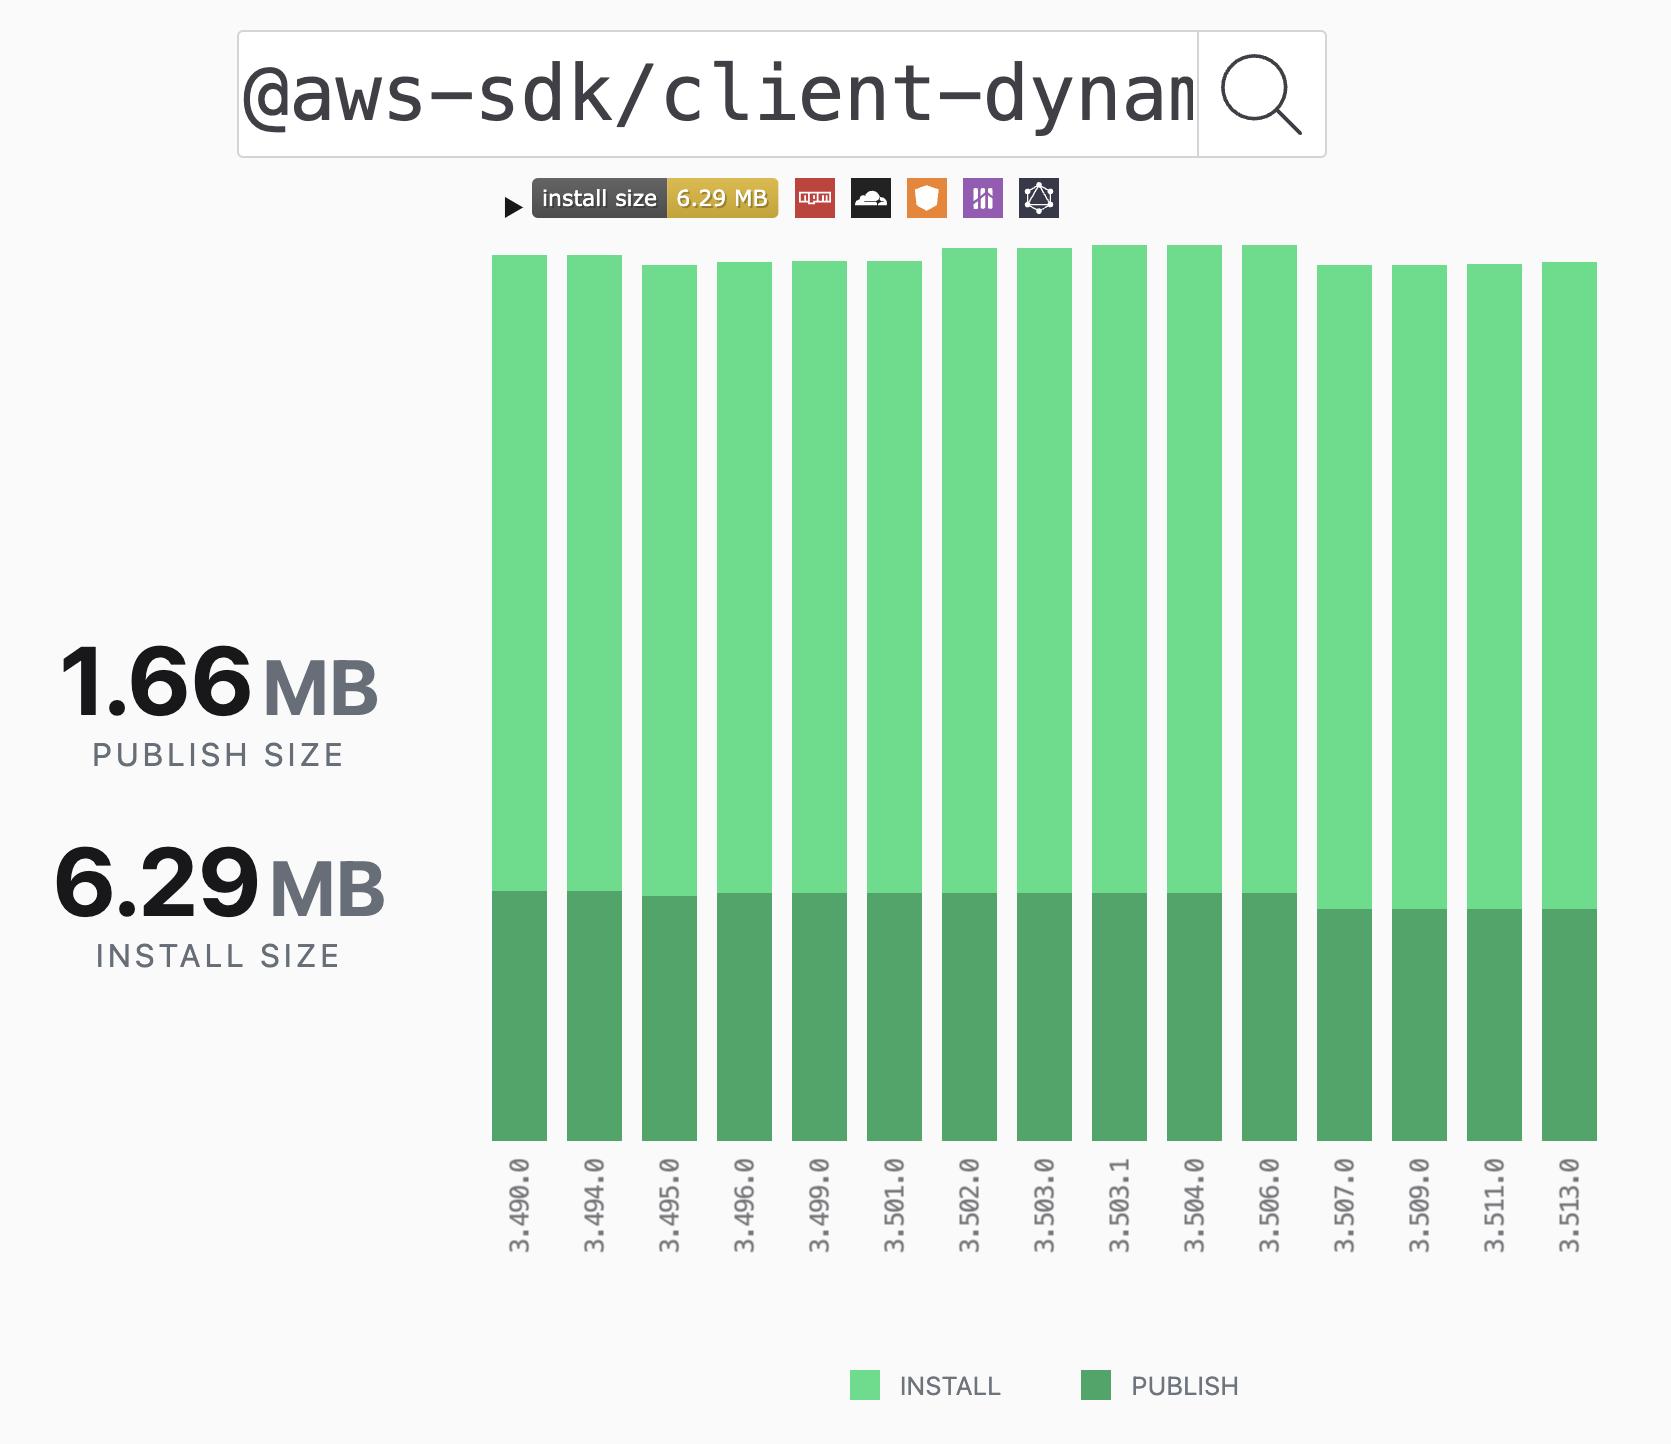 @aws-sdk/client-dynam
install size 6.29 MB
npm
1.66 MB
PUBLISH SIZE
6.29 MB
INSTALL SIZE
3.490.0
3.494.0
3.495.0
3.496.0
3.499.0
3.501.0
3.502.0
3.503.0
3.503.1
3.504.0
3.506.0
3.507.0
3.509.0
3.511.0
3.513.0
INSTALL
PUBLISH